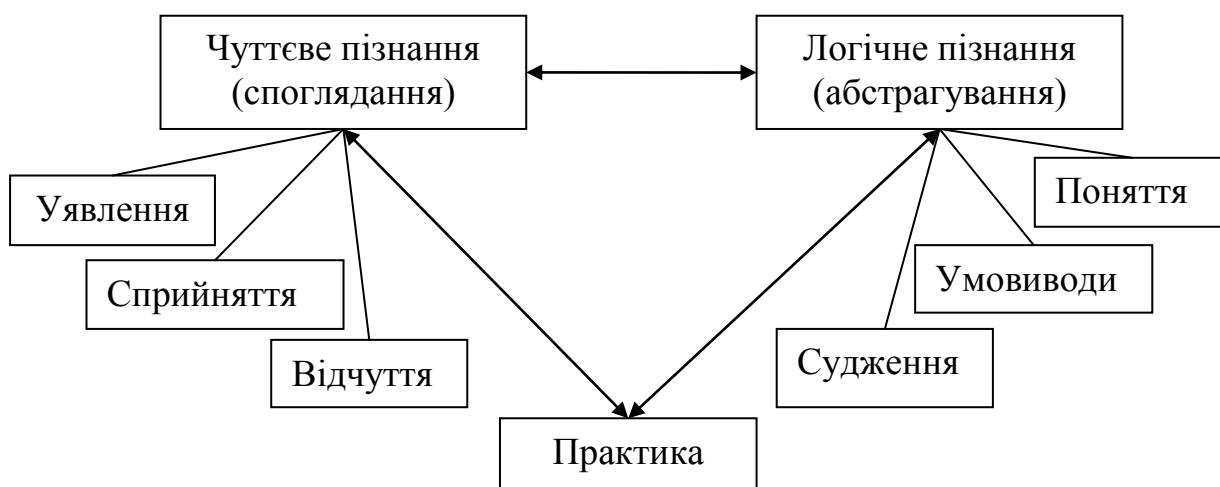 Чуттєве пізнання
(споглядання)
Логічне пізнання
(абстрагування)
Уявлення
Поняття
Сприйняття
Умовиводи
Відчуття
Судження
Практика